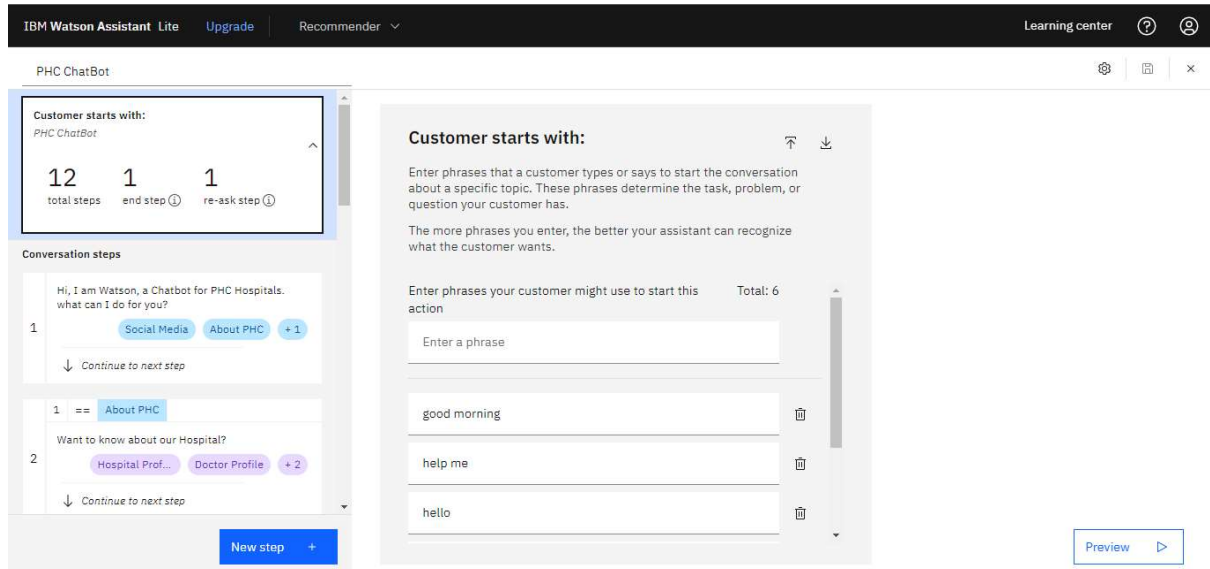 IBM Watson Assistant Lite Upgrade Recommender Learning center
PHC ChatBot
Customer starts with:
PHC ChatBot
12 1 1
total steps end step re-ask step
Conversation steps
1
Hi, I am Watson, a Chatbot for PHC Hospitals.
what can I do for you?
Social Media About PHC + 1
Continue to next step
2
1 == About PHC
Want to know about our Hospital?
Hospital Prof... Doctor Profile + 2
Continue to next step
New step +
Customer starts with:
Enter phrases that a customer types or says to start the conversation
about a specific topic. These phrases determine the task, problem, or
question your customer has.
The more phrases you enter, the better your assistant can recognize
what the customer wants.
Enter phrases your customer might use to start this
action
Total: 6
Enter a phrase
good morning
help me
hello
Preview